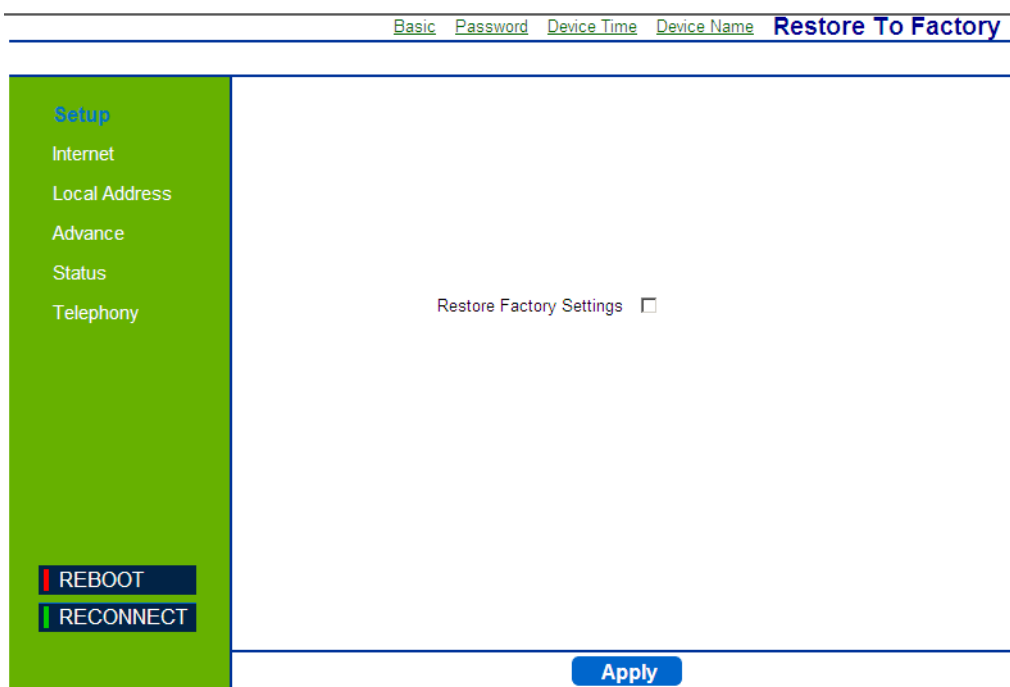 Basic Password Device Time Device Name Restore To Factory
Setup
Internet
Local Address
Advance
Status
Telephony
Restore Factory Settings
REBOOT
RECONNECT
Apply